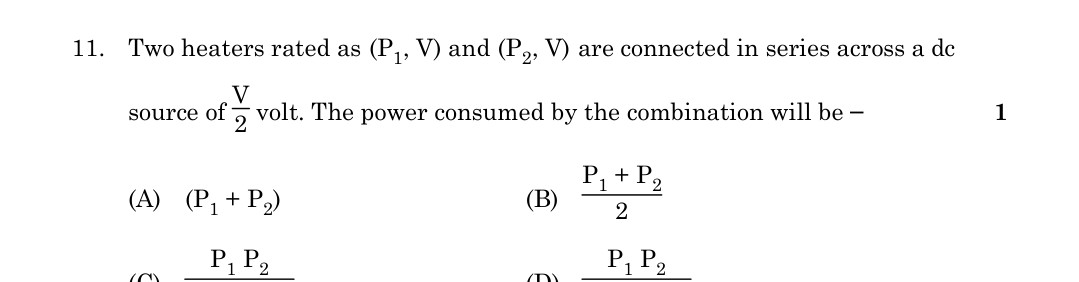 11. Two heaters rated as (P₁, V) and (P₂, V) are connected in series across a dc
source of V/2 volt. The power consumed by the combination will be – 1
(A) (P₁ + P₂) (B) (P₁ + P₂)/2
(C) P₁ P₂ (D) P₁ P₂